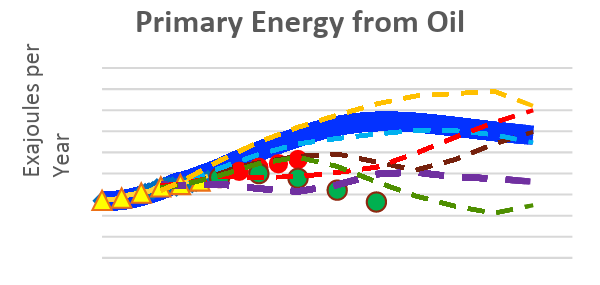 Primary Energy from Oil
Exajoules per
Year